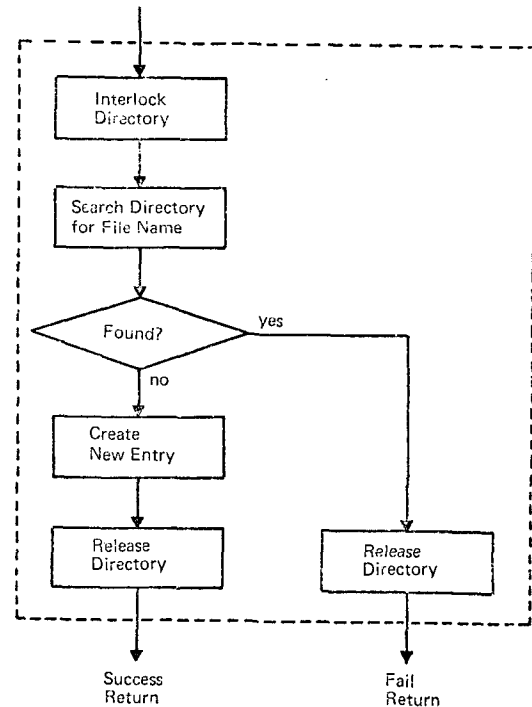 Interlock
Directory
Search Directory
for File Name
Found?
yes
no
Create
New Entry
Release
Directory
Release
Directory
Success
Return
Fail
Return